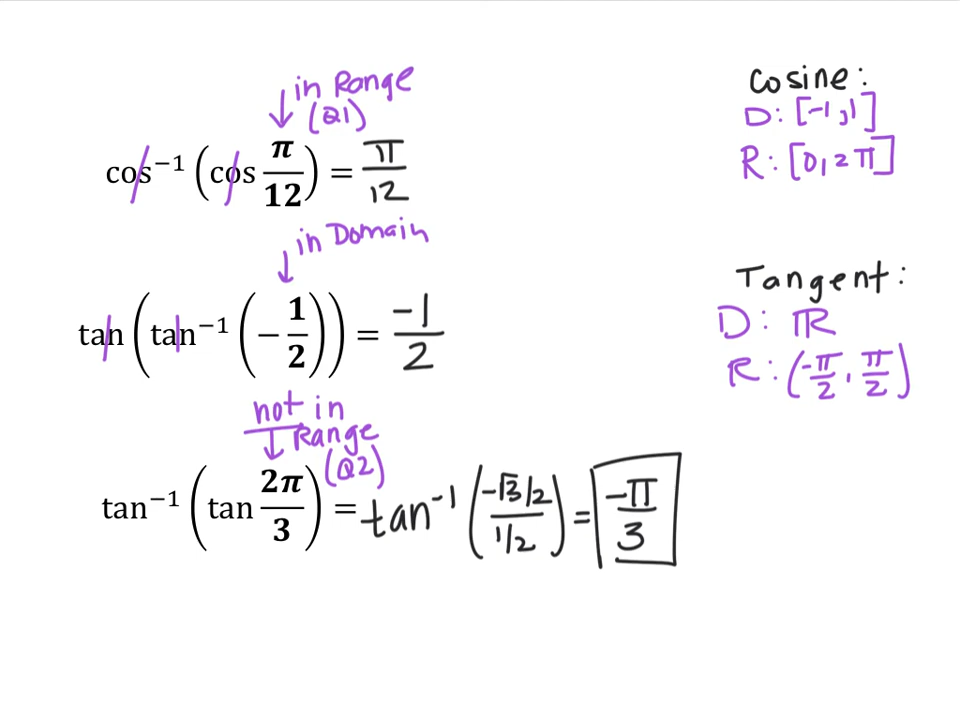 in Range
(Q1)
cos⁻¹(cos π/12) = π/12
in Domain
tan(tan⁻¹(−1/2)) = -1/2
not in
Range
(Q2)
tan⁻¹(tan 2π/3) = tan⁻¹((-√3/2)/(1/2)) = -π/3
Cosine:
D: [-1,1]
R: [0,2π]
Tangent:
D: ℝ
R: (-π/2, π/2)